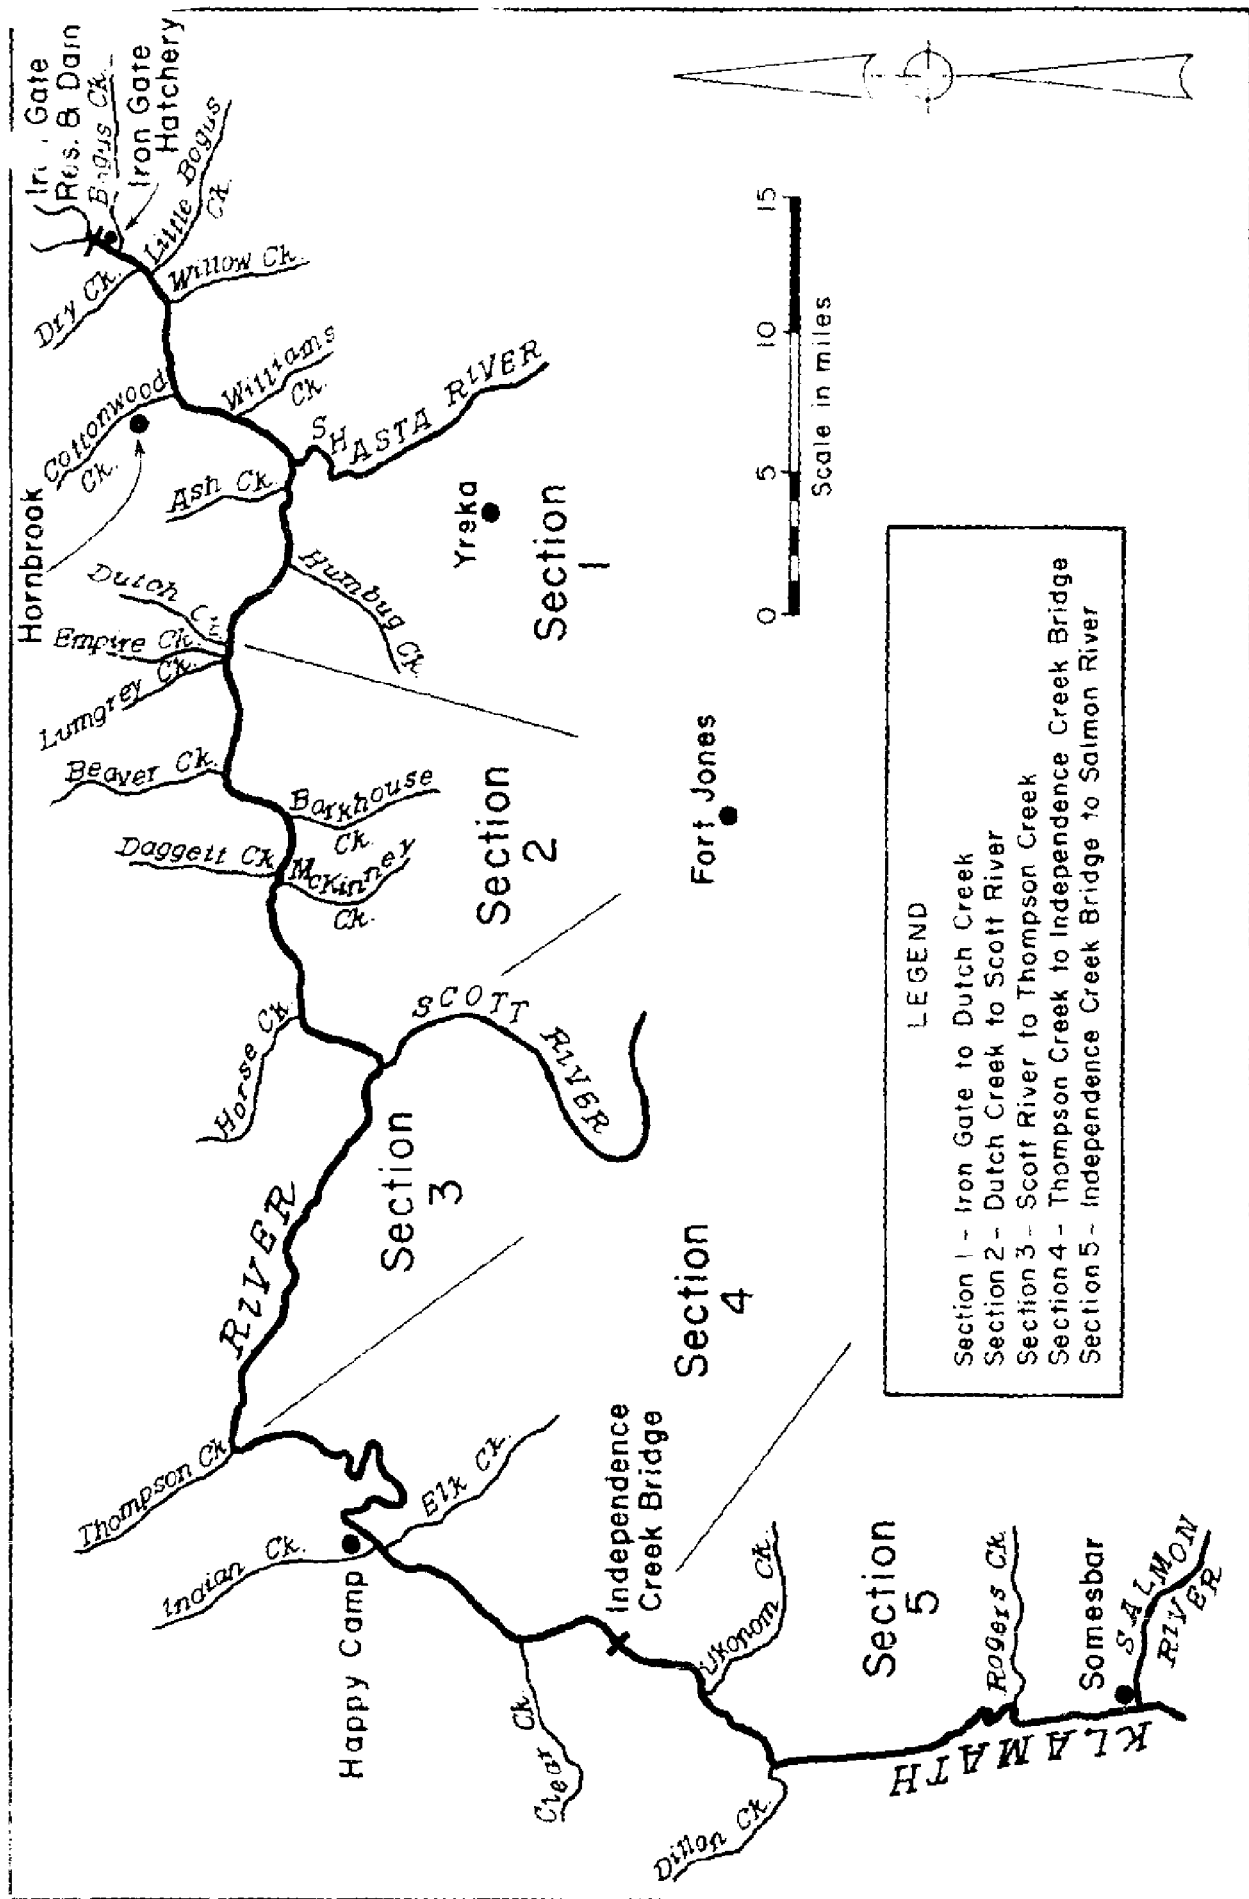 Iron Gate
Res. & Dam
Bogus Ck.
Iron Gate
Hatchery
Little Bogus
Ck.
Dry Ck.
Willow Ck.
Cottonwood
Ck.
Hornbrook
Williams
Ck.
SHASTA RIVER
Ash Ck.
Yreka
Humbug Ck.
Dutch Ck
Empire Ck.
Lumgrey Ck.
Section
1
Beaver Ck.
Barkhouse
Ck.
Daggett Ck
McKinney
Ck.
Section
2
Fort Jones
Horse Ck.
SCOTT RIVER
RIVER
Section
3
Thompson Ck.
Section
4
Indian Ck.
Elk Ck.
Happy Camp
Independence
Creek Bridge
Clear Ck.
Ukonom Ck.
Dillon Ck.
Section
5
Rogers Ck.
Somesbar
SALMON
RIVER
KLAMATH
0 5 10 15
Scale in miles
LEGEND
Section 1 - Iron Gate to Dutch Creek
Section 2 - Dutch Creek to Scott River
Section 3 - Scott River to Thompson Creek
Section 4 - Thompson Creek to Independence Creek Bridge
Section 5 - Independence Creek Bridge to Salmon River